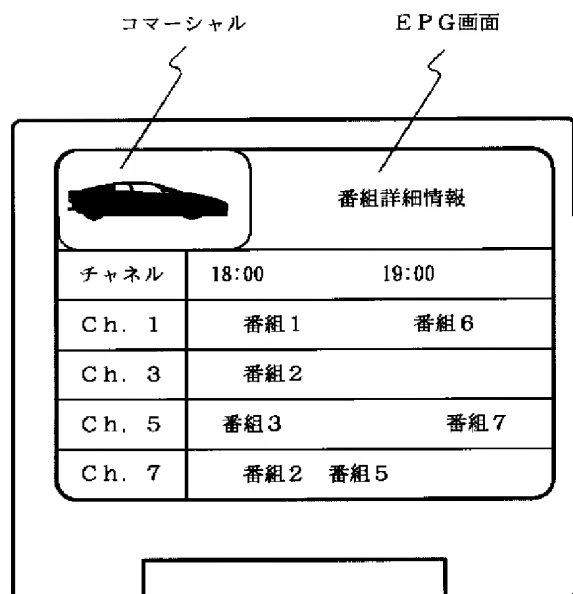 コマーシャル　ＥＰＧ画面
番組詳細情報
チャネル　18:00　19:00
Ｃｈ．１　番組１　番組６
Ｃｈ．３　番組２
Ｃｈ．５　番組３　番組７
Ｃｈ．７　番組２　番組５